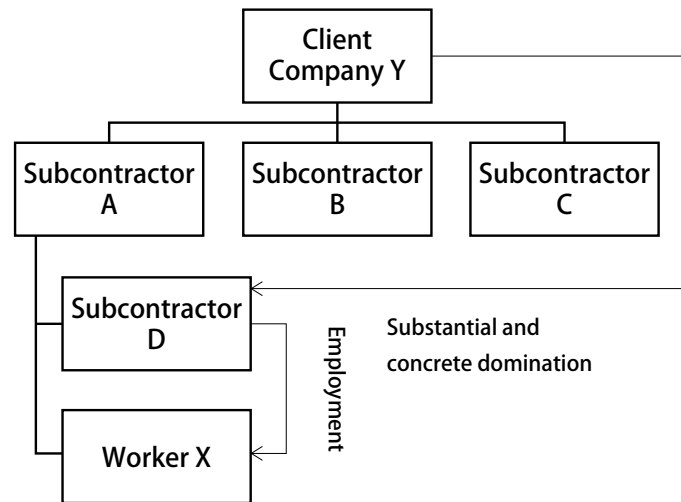 Client
Company Y
Subcontractor
A
Subcontractor
B
Subcontractor
C
Subcontractor
D
Employment
Substantial and
concrete domination
Worker X